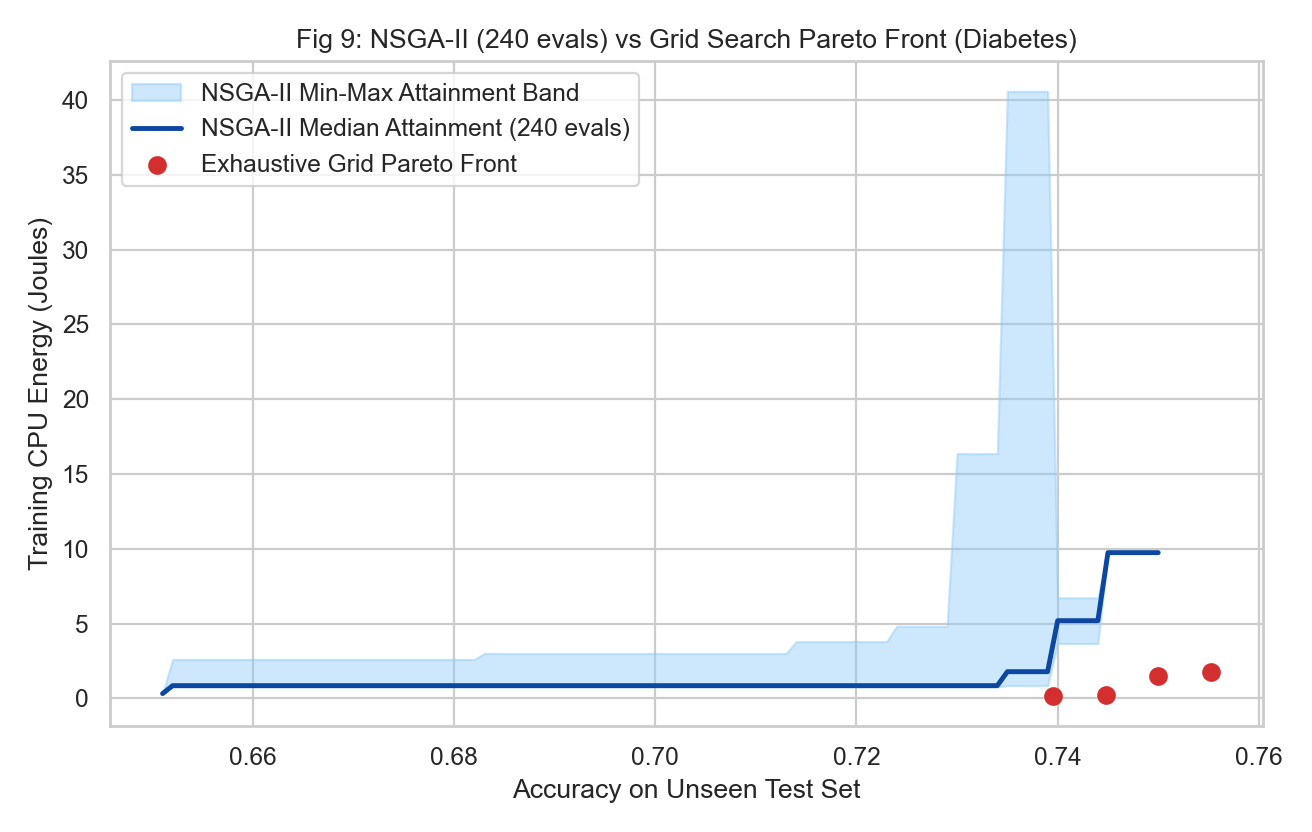 Fig 9: NSGA-II (240 evals) vs Grid Search Pareto Front (Diabetes)
NSGA-II Min-Max Attainment Band
NSGA-II Median Attainment (240 evals)
Exhaustive Grid Pareto Front
Training CPU Energy (Joules)
40
35
30
25
20
15
10
5
0
0.66 0.68 0.70 0.72 0.74 0.76
Accuracy on Unseen Test Set